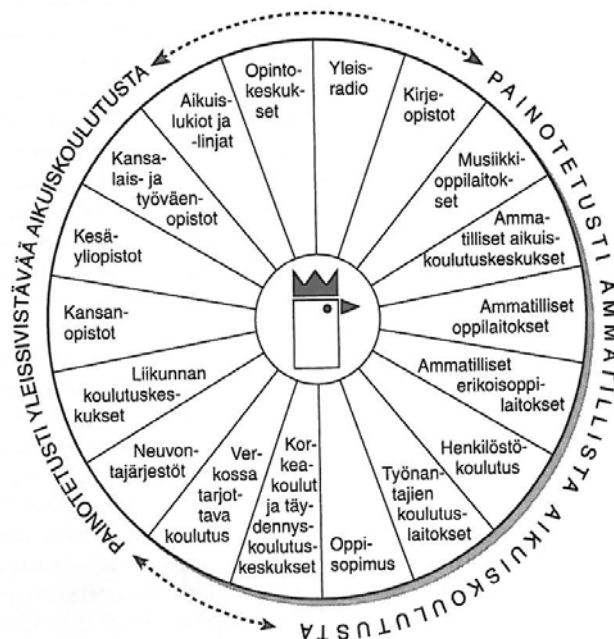 PAINOTETUSTI YLEISSIVISTÄVÄÄ AIKUISKOULUTUSTA
PAINOTETUSTI AMMATILLISTA AIKUISKOULUTUSTA
Yleis-
radio
Kirje-
opistot
Musiikki-
oppilaitok-
set
Amma-
tilliset aikuis-
koulutuskeskukset
Ammatilliset
oppilaitokset
Ammatilliset
erikoisoppi-
laitokset
Henkilöstö-
koulutus
Työnan-
tajien
koulutus-
laitokset
Oppi-
sopimus
Kor-
kea-
koulut
ja täy-
dennys-
koulutus-
keskukset
Ver-
kossa
tarjot-
tava
koulutus
Neuvon-
tajärjestöt
Liikunnan
koulutuskes-
kukset
Kansan-
opistot
Kesä-
yliopistot
Kansa-
lais- ja
työväen-
opistot
Aikuis-
lukiot ja
-linjat
Opinto-
keskuk-
set